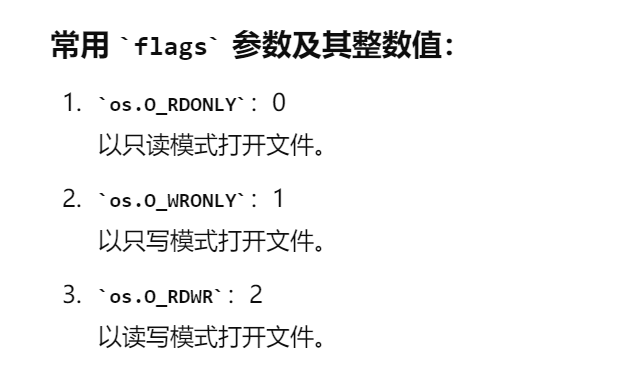 常用 `flags` 参数及其整数值：
1. `os.O_RDONLY`：0
以只读模式打开文件。
2. `os.O_WRONLY`：1
以只写模式打开文件。
3. `os.O_RDWR`：2
以读写模式打开文件。